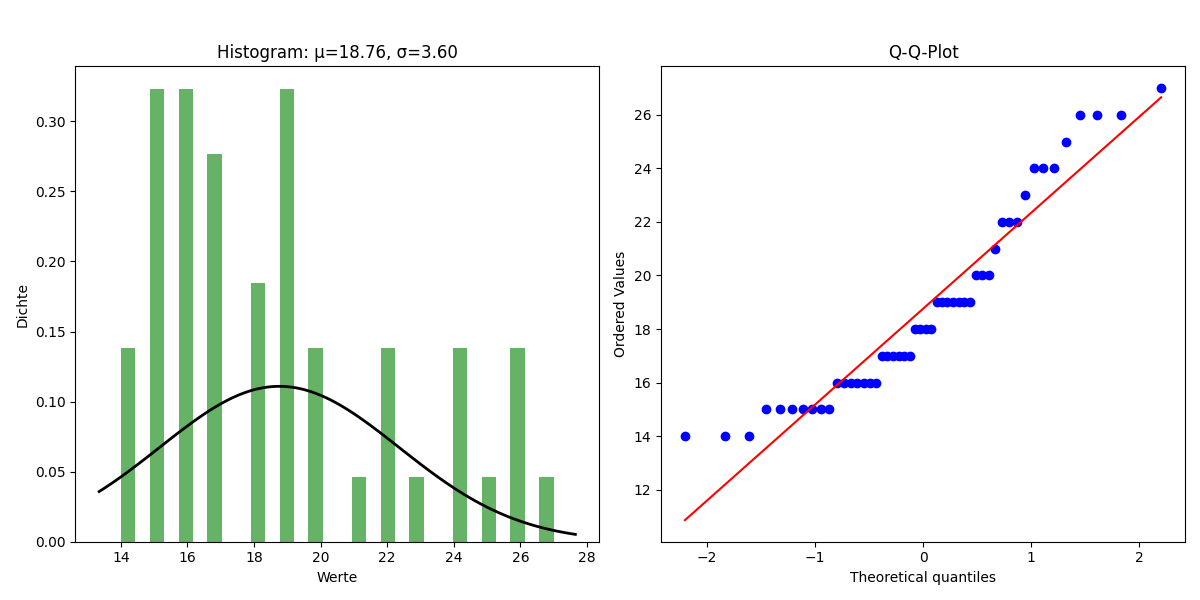 Histogram: μ=18.76, σ=3.60
Dichte
0.30
0.25
0.20
0.15
0.10
0.05
0.00
14 16 18 20 22 24 26 28
Werte
Q-Q-Plot
Ordered Values
26
24
22
20
18
16
14
12
−2 −1 0 1 2
Theoretical quantiles